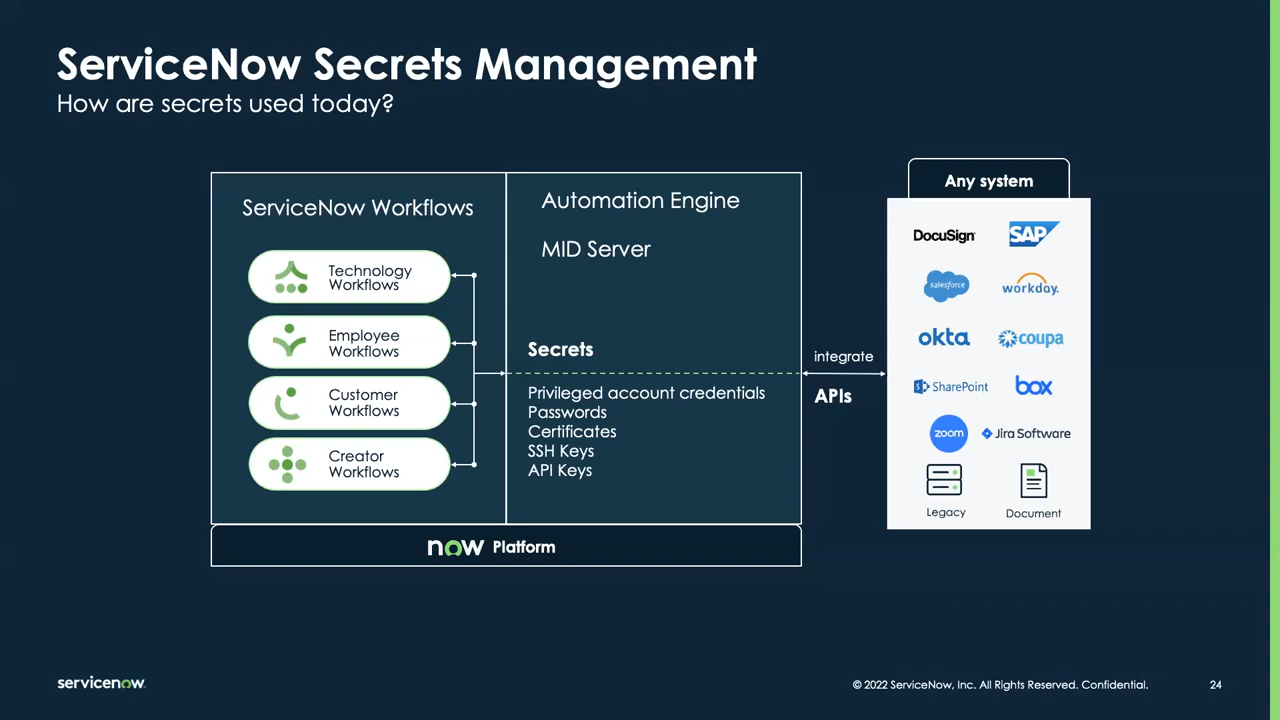 ServiceNow Secrets Management
How are secrets used today?
ServiceNow Workflows
Technology
Workflows
Employee
Workflows
Customer
Workflows
Creator
Workflows
Automation Engine
MID Server
Secrets
Privileged account credentials
Passwords
Certificates
SSH Keys
API Keys
now Platform
integrate
APIs
Any system
DocuSign
SAP
salesforce
workday.
okta
coupa
SharePoint
box
zoom
Jira Software
Legacy
Document
servicenow
© 2022 ServiceNow, Inc. All Rights Reserved. Confidential.
24